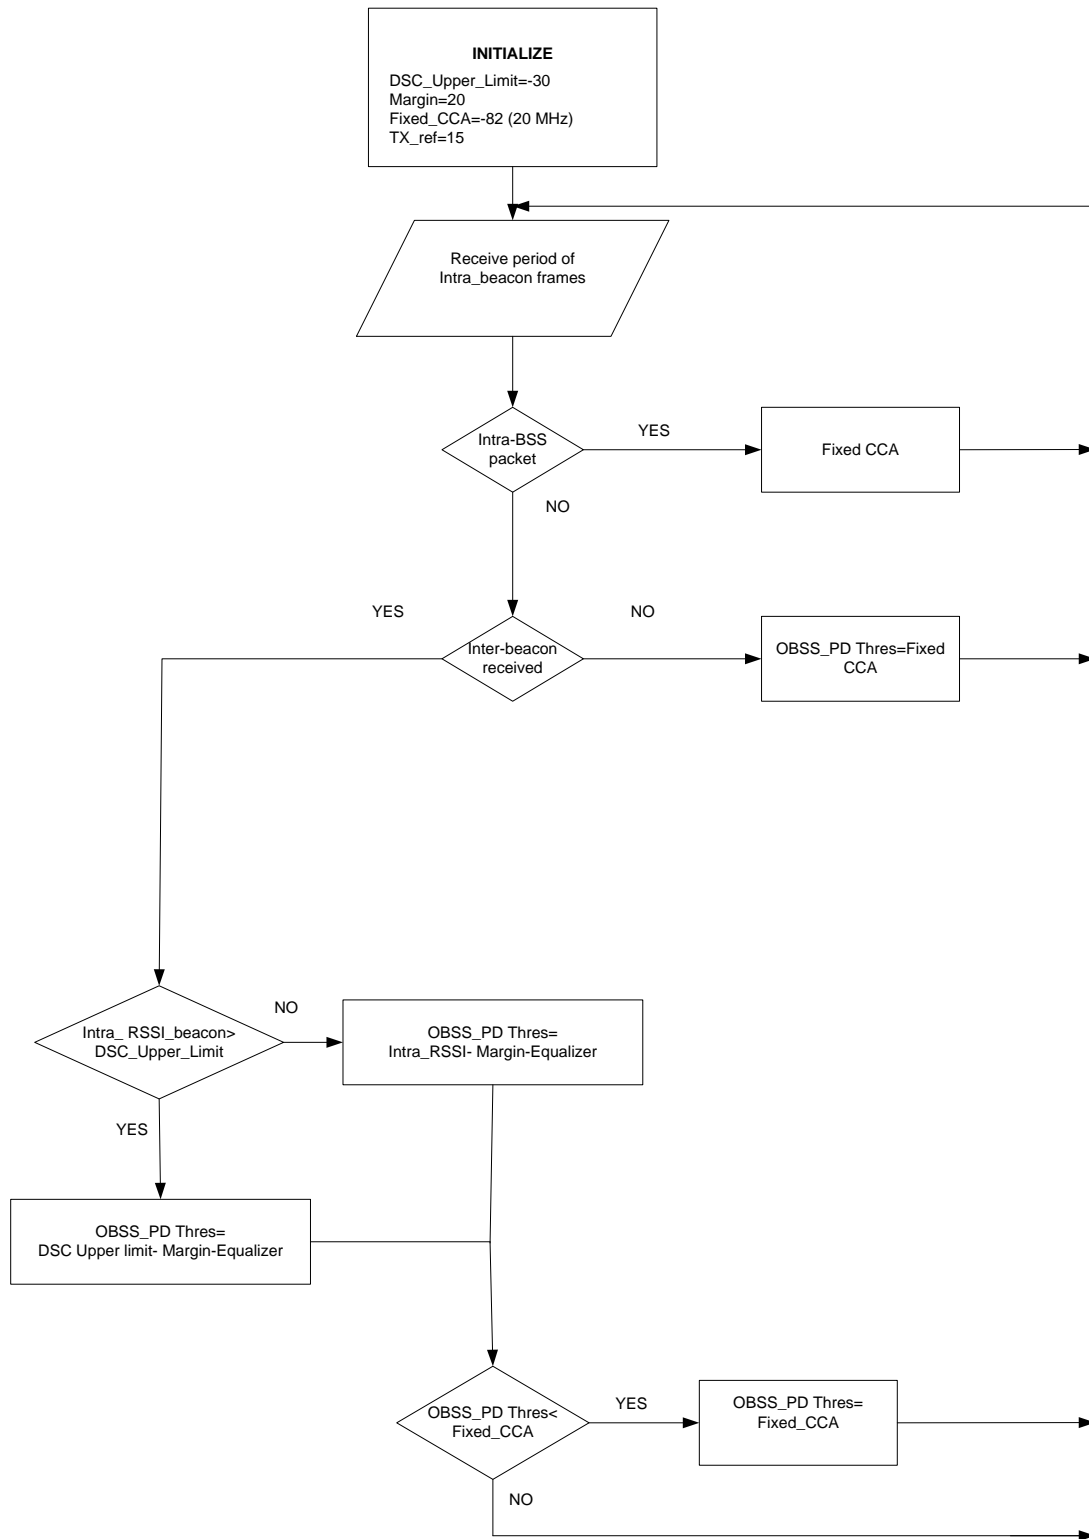 INITIALIZE
DSC_Upper_Limit=-30
Margin=20
Fixed_CCA=-82 (20 MHz)
TX_ref=15
Receive period of
Intra_beacon frames
Intra-BSS
packet
YES
Fixed CCA
NO
YES
NO
Inter-beacon
received
OBSS_PD Thres=Fixed
CCA
Intra_ RSSI_beacon>
DSC_Upper_Limit
NO
OBSS_PD Thres=
Intra_RSSI- Margin-Equalizer
YES
OBSS_PD Thres=
DSC Upper limit- Margin-Equalizer
OBSS_PD Thres<
Fixed_CCA
YES
OBSS_PD Thres=
Fixed_CCA
NO